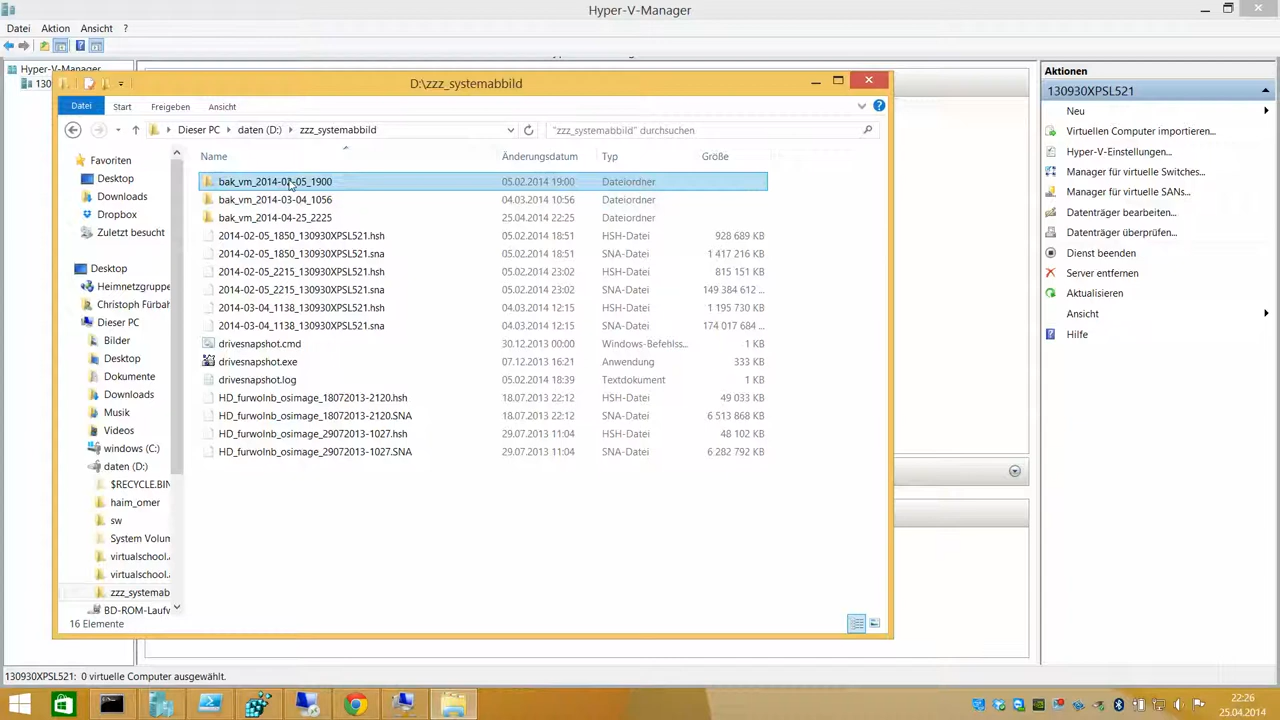 Hyper-V-Manager
Datei Aktion Ansicht ?
Hyper-V-Manager
130
D:\zzz_systemabbild
Datei Start Freigeben Ansicht
Dieser PC daten (D:) zzz_systemabbild
"zzz_systemabbild" durchsuchen
Name Änderungsdatum Typ Größe
bak_vm_2014-02-05_1900 05.02.2014 19:00 Dateiordner
bak_vm_2014-03-04_1056 04.03.2014 10:56 Dateiordner
bak_vm_2014-04-25_2225 25.04.2014 22:25 Dateiordner
2014-02-05_1850_130930XPSL521.hsh 05.02.2014 18:51 HSH-Datei 928 689 KB
2014-02-05_1850_130930XPSL521.sna 05.02.2014 18:51 SNA-Datei 1 417 216 KB
2014-02-05_2215_130930XPSL521.hsh 05.02.2014 23:02 HSH-Datei 815 151 KB
2014-02-05_2215_130930XPSL521.sna 05.02.2014 23:02 SNA-Datei 149 384 612 ...
2014-03-04_1138_130930XPSL521.hsh 04.03.2014 12:15 HSH-Datei 1 195 730 KB
2014-03-04_1138_130930XPSL521.sna 04.03.2014 12:15 SNA-Datei 174 017 684 ...
drivesnapshot.cmd 30.12.2013 00:00 Windows-Befehlss... 1 KB
drivesnapshot.exe 07.12.2013 16:21 Anwendung 333 KB
drivesnapshot.log 05.02.2014 18:39 Textdokument 1 KB
HD_furwolnb_osimage_18072013-2120.hsh 18.07.2013 22:12 HSH-Datei 49 033 KB
HD_furwolnb_osimage_18072013-2120.SNA 18.07.2013 22:12 SNA-Datei 6 513 868 KB
HD_furwolnb_osimage_29072013-1027.hsh 29.07.2013 11:04 HSH-Datei 48 102 KB
HD_furwolnb_osimage_29072013-1027.SNA 29.07.2013 11:04 SNA-Datei 6 282 792 KB
Favoriten
Desktop
Downloads
Dropbox
Zuletzt besucht
Desktop
Heimnetzgruppe
Christoph Fürbah
Dieser PC
Bilder
Desktop
Dokumente
Downloads
Musik
Videos
windows (C:)
daten (D:)
$RECYCLE.BIN
haim_omer
sw
System Volum
virtualschool.
virtualschool.
zzz_systemab
BD-ROM-Laufw
16 Elemente
Aktionen
130930XPSL521
Neu
Virtuellen Computer importieren...
Hyper-V-Einstellungen...
Manager für virtuelle Switches...
Manager für virtuelle SANs...
Datenträger bearbeiten...
Datenträger überprüfen...
Dienst beenden
Server entfernen
Aktualisieren
Ansicht
Hilfe
130930XPSL521: 0 virtuelle Computer ausgewählt.
22:26
25.04.2014